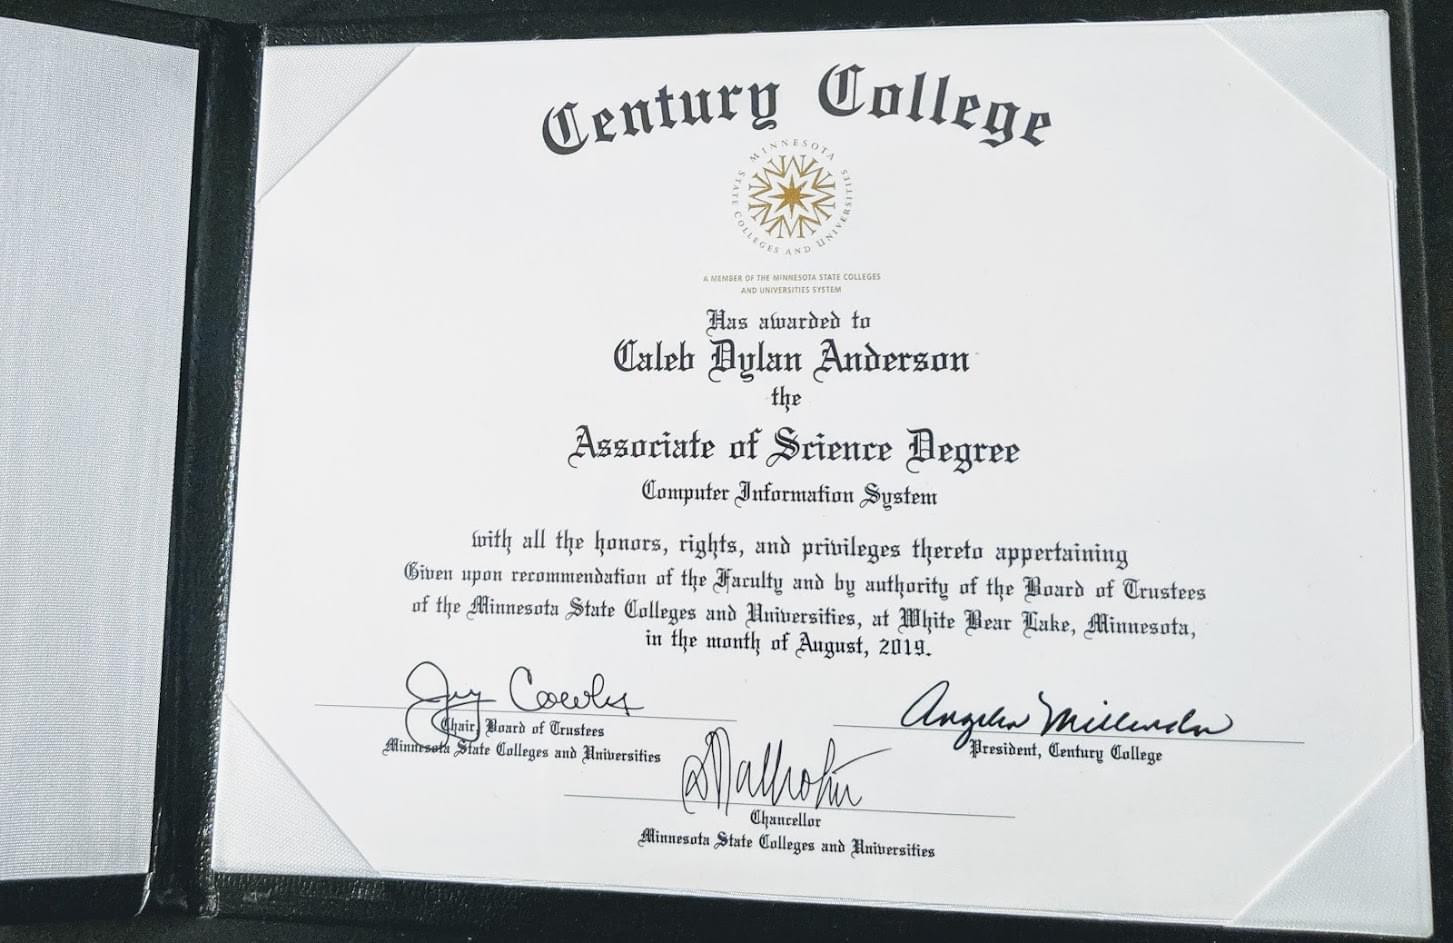 Century College
MINNESOTA
STATE COLLEGES AND UNIVERSITIES
A MEMBER OF THE MINNESOTA STATE COLLEGES
AND UNIVERSITIES SYSTEM
Has awarded to
Caleb Dylan Anderson
the
Associate of Science Degree
Computer Information System
with all the honors, rights, and privileges thereto appertaining
Given upon recommendation of the Faculty and by authority of the Board of Trustees
of the Minnesota State Colleges and Universities, at White Bear Lake, Minnesota,
in the month of August, 2019.
Jay Cowles
Chair, Board of Trustees
Minnesota State Colleges and Universities
Angelia Millender
President, Century College
Malhotra
Chancellor
Minnesota State Colleges and Universities